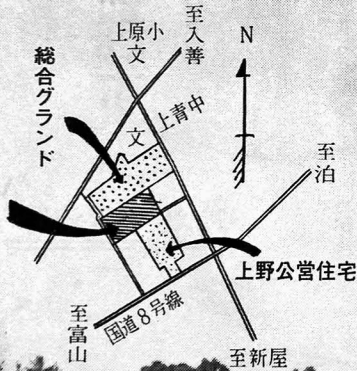 上原小
文
至入善
N
総合グランド
上青中
文
至泊
上野公営住宅
国道8号線
至富山
至新屋